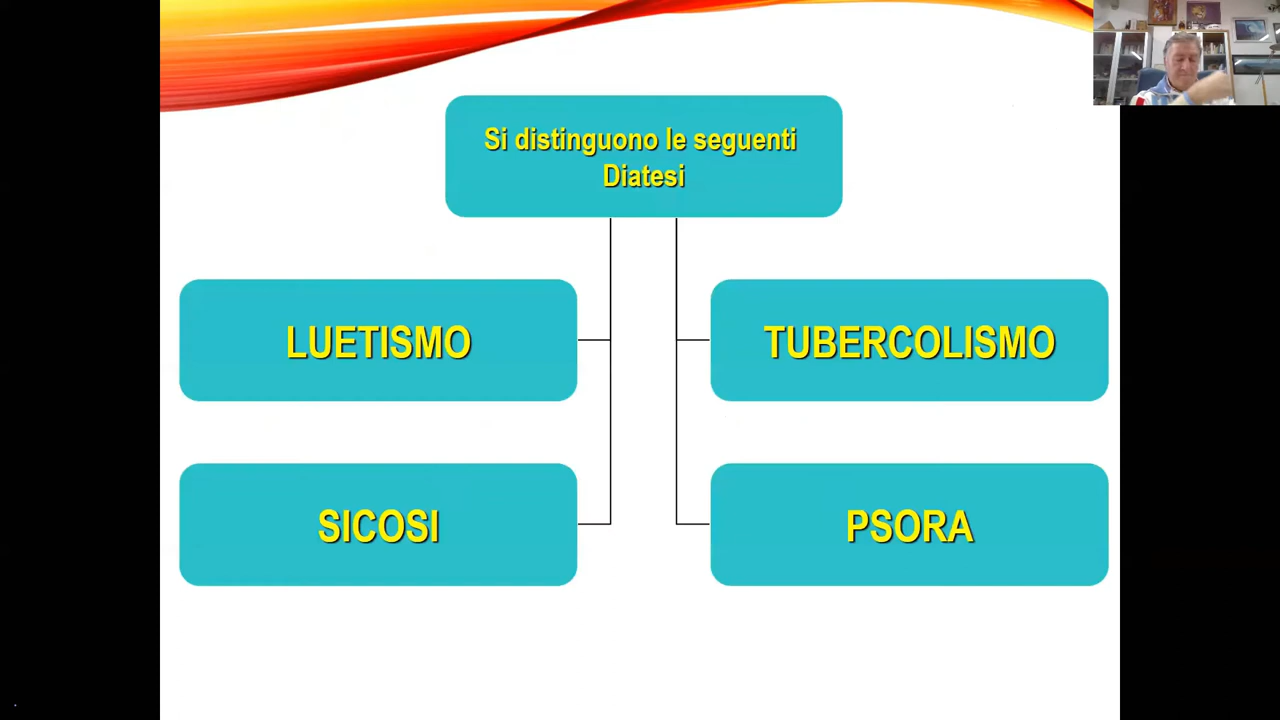 Si distinguono le seguenti
Diatesi
LUETISMO
TUBERCOLISMO
SICOSI
PSORA